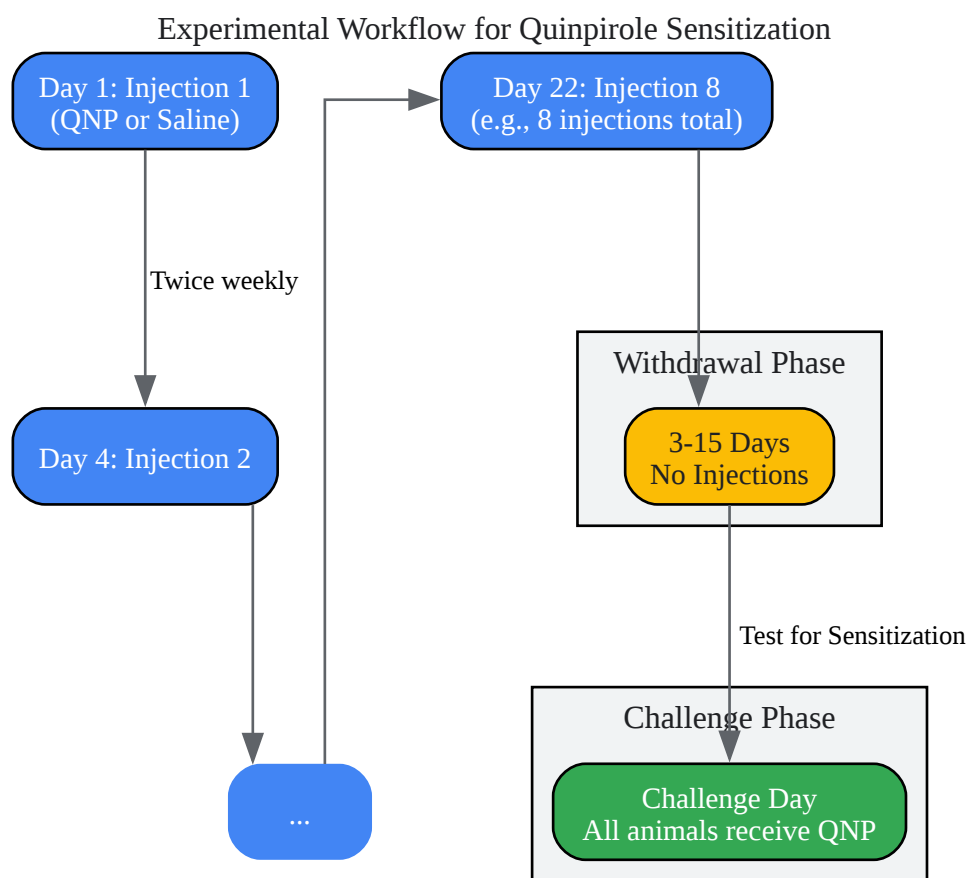 Experimental Workflow for Quinpirole Sensitization
Day 1: Injection 1
(QNP or Saline)
Twice weekly
Day 4: Injection 2
...
Day 22: Injection 8
(e.g., 8 injections total)
Withdrawal Phase
3-15 Days
No Injections
Test for Sensitization
Challenge Phase
Challenge Day
All animals receive QNP